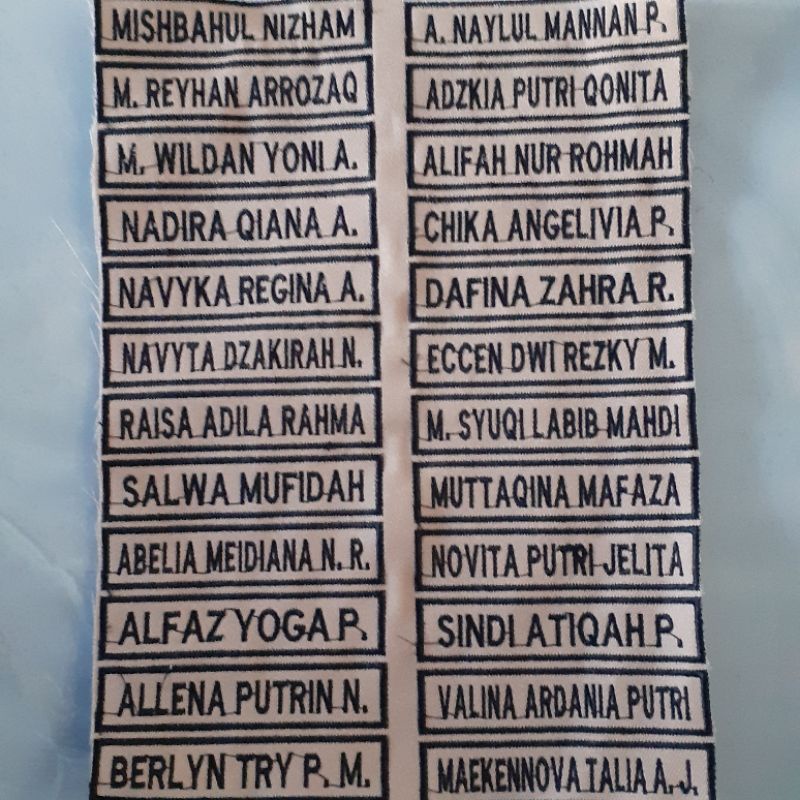 MISHBAHUL NIZHAM
M. REYHAN ARROZAQ
M. WILDAN YONI A.
NADIRA QIANA A.
NAVYKA REGINA A.
NAVYTA DZAKIRAH N.
RAISA ADILA RAHMA
SALWA MUFIDAH
ABELIA MEIDIANA N. R.
ALFAZ YOGA P.
ALLENA PUTRI N N.
BERLYN TRY P. M.
A. NAYLUL MANNAN P.
ADZKIA PUTRI QONITA
ALIFAH NUR ROHMAH
CHIKA ANGELIVIA P.
DAFINA ZAHRA R.
ECCEN DWI REZKY M.
M. SYUQI LABIB MAHDI
MUTTAQINA MAFAZA
NOVITA PUTRI JELITA
SINDI ATIQAH P.
VALINA ARDANIA PUTRI
MAEKENNOVA TALIA A. J.